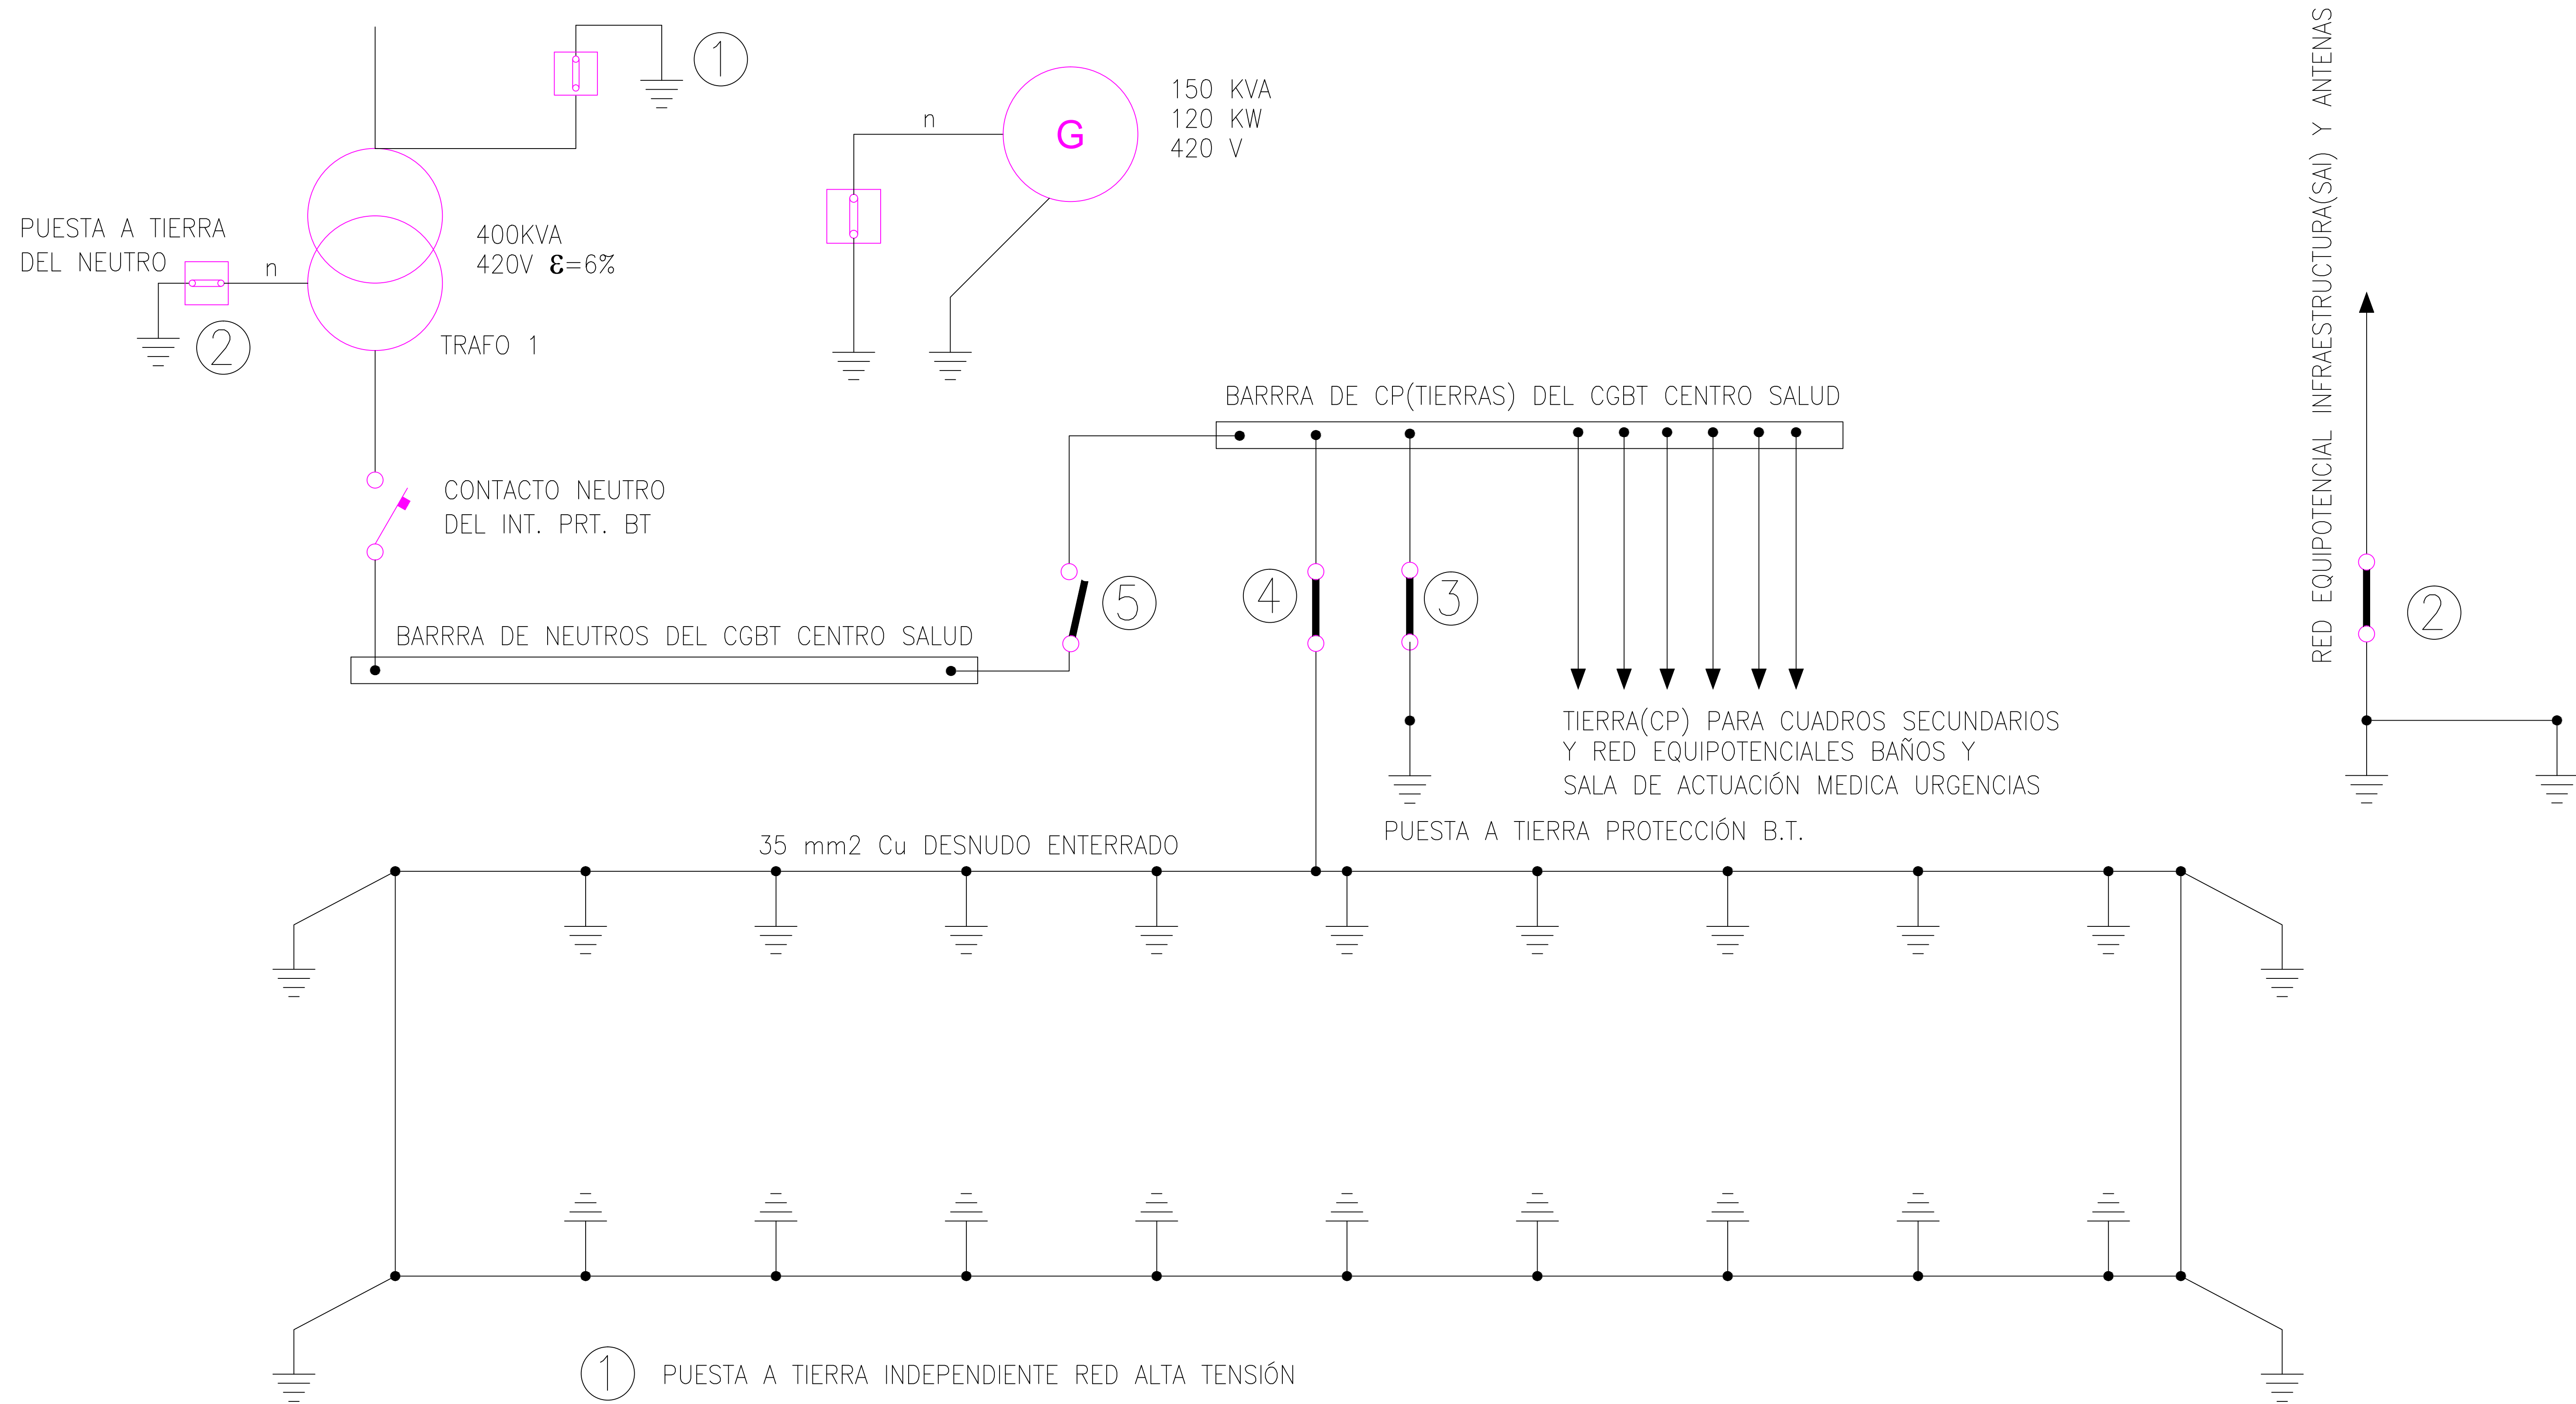 1
150 KVA
120 KW
420 V
n
G
PUESTA A TIERRA
DEL NEUTRO
n
2
400KVA
420V ε=6%
TRAFO 1
RED EQUIPOTENCIAL INFRAESTRUCTURA(SAI) Y ANTENAS
BARRRA DE CP(TIERRAS) DEL CGBT CENTRO SALUD
CONTACTO NEUTRO
DEL INT. PRT. BT
5
4
3
2
BARRRA DE NEUTROS DEL CGBT CENTRO SALUD
TIERRA(CP) PARA CUADROS SECUNDARIOS
Y RED EQUIPOTENCIALES BAÑOS Y
SALA DE ACTUACIÓN MEDICA URGENCIAS
PUESTA A TIERRA PROTECCIÓN B.T.
35 mm2 Cu DESNUDO ENTERRADO
1 PUESTA A TIERRA INDEPENDIENTE RED ALTA TENSIÓN